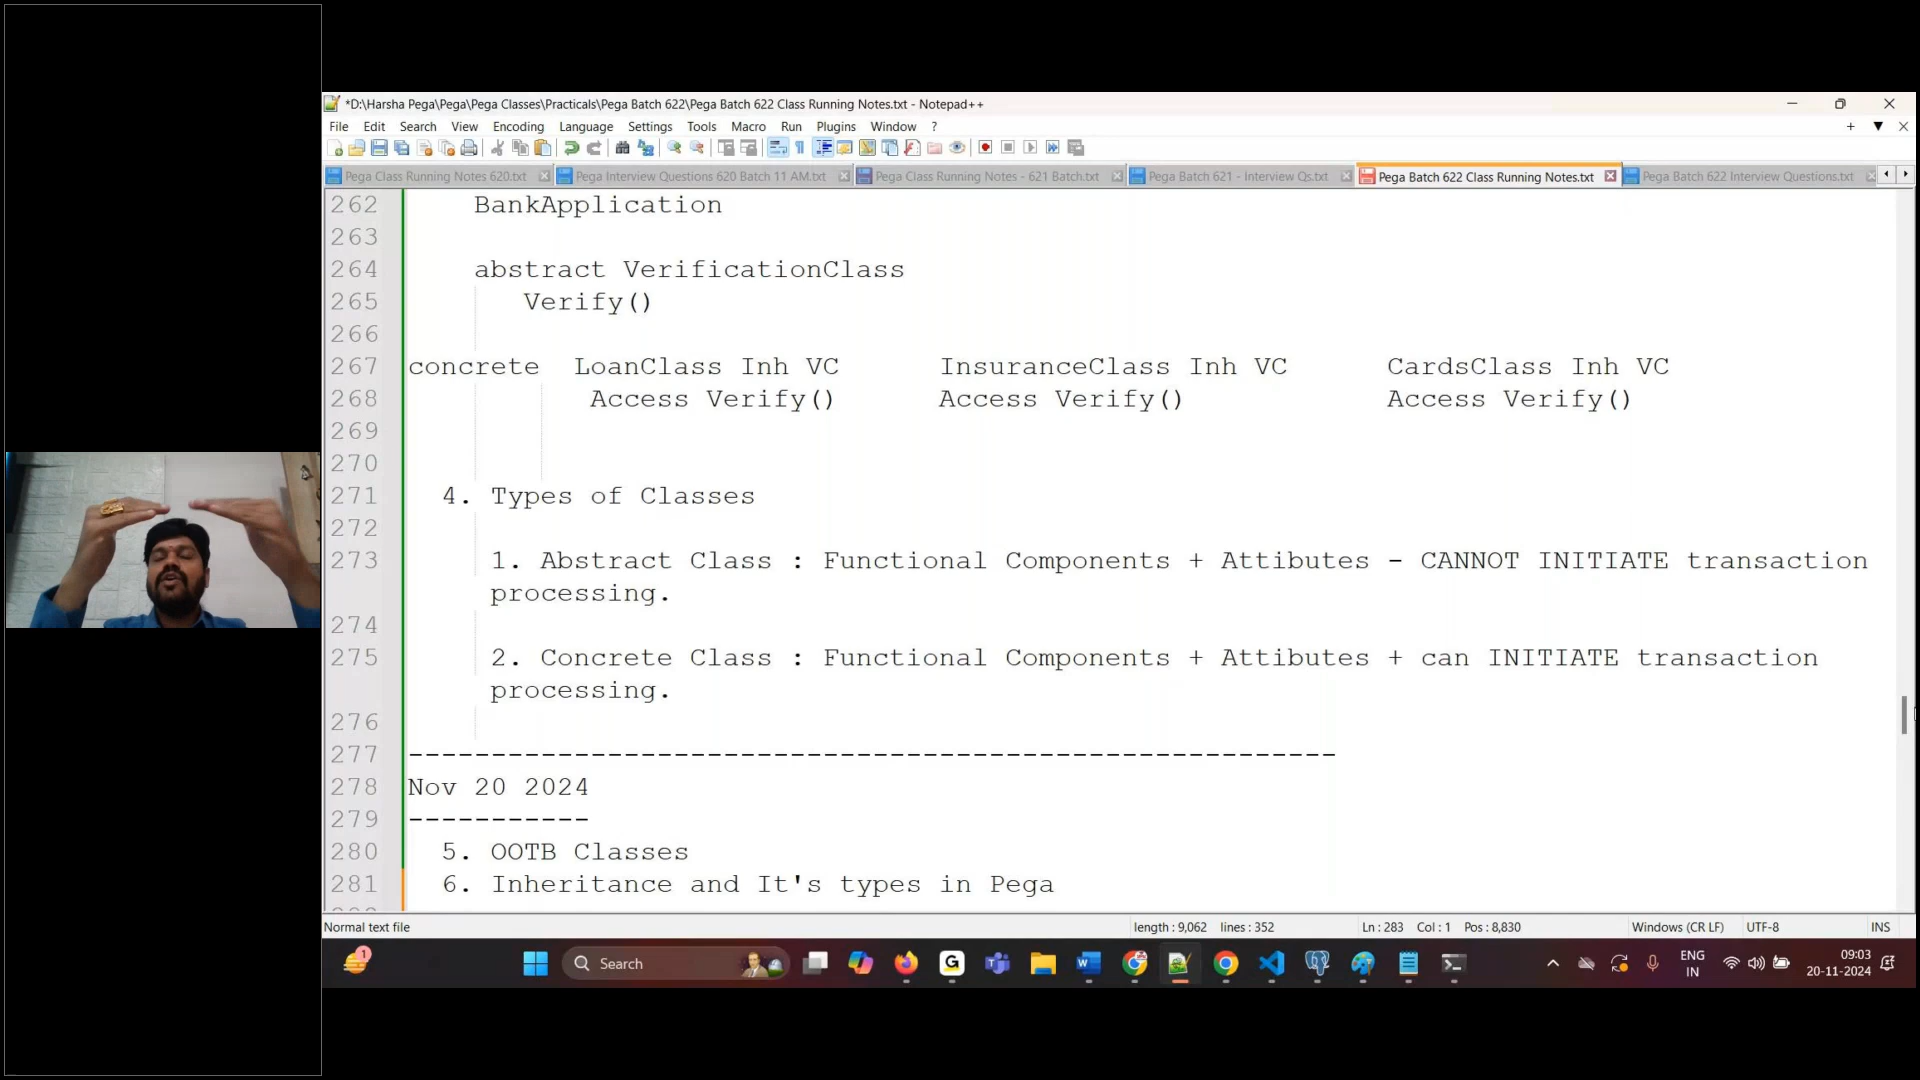 *D:\Harsha Pega\Pega\Pega Classes\Practicals\Pega Batch 622\Pega Batch 622 Class Running Notes.txt - Notepad++
File Edit Search View Encoding Language Settings Tools Macro Run Plugins Window ?
Pega Class Running Notes 620.txt Pega Interview Questions 620 Batch 11 AM.txt Pega Class Running Notes - 621 Batch.txt Pega Batch 621 - Interview Qs.txt Pega Batch 622 Class Running Notes.txt Pega Batch 622 Interview Questions.txt
262 BankApplication
263
264 abstract VerificationClass
265 Verify()
266
267 concrete LoanClass Inh VC InsuranceClass Inh VC CardsClass Inh VC
268 Access Verify() Access Verify() Access Verify()
269
270
271 4. Types of Classes
272
273 1. Abstract Class : Functional Components + Attibutes - CANNOT INITIATE transaction
processing.
274
275 2. Concrete Class : Functional Components + Attibutes + can INITIATE transaction
processing.
276
277 --------------------------------------------------------
278 Nov 20 2024
279 -----------
280 5. OOTB Classes
281 6. Inheritance and It's types in Pega
Normal text file length : 9,062 lines : 352 Ln : 283 Col : 1 Pos : 8,830 Windows (CR LF) UTF-8 INS
1 Search ENG 09:03
IN 20-11-2024